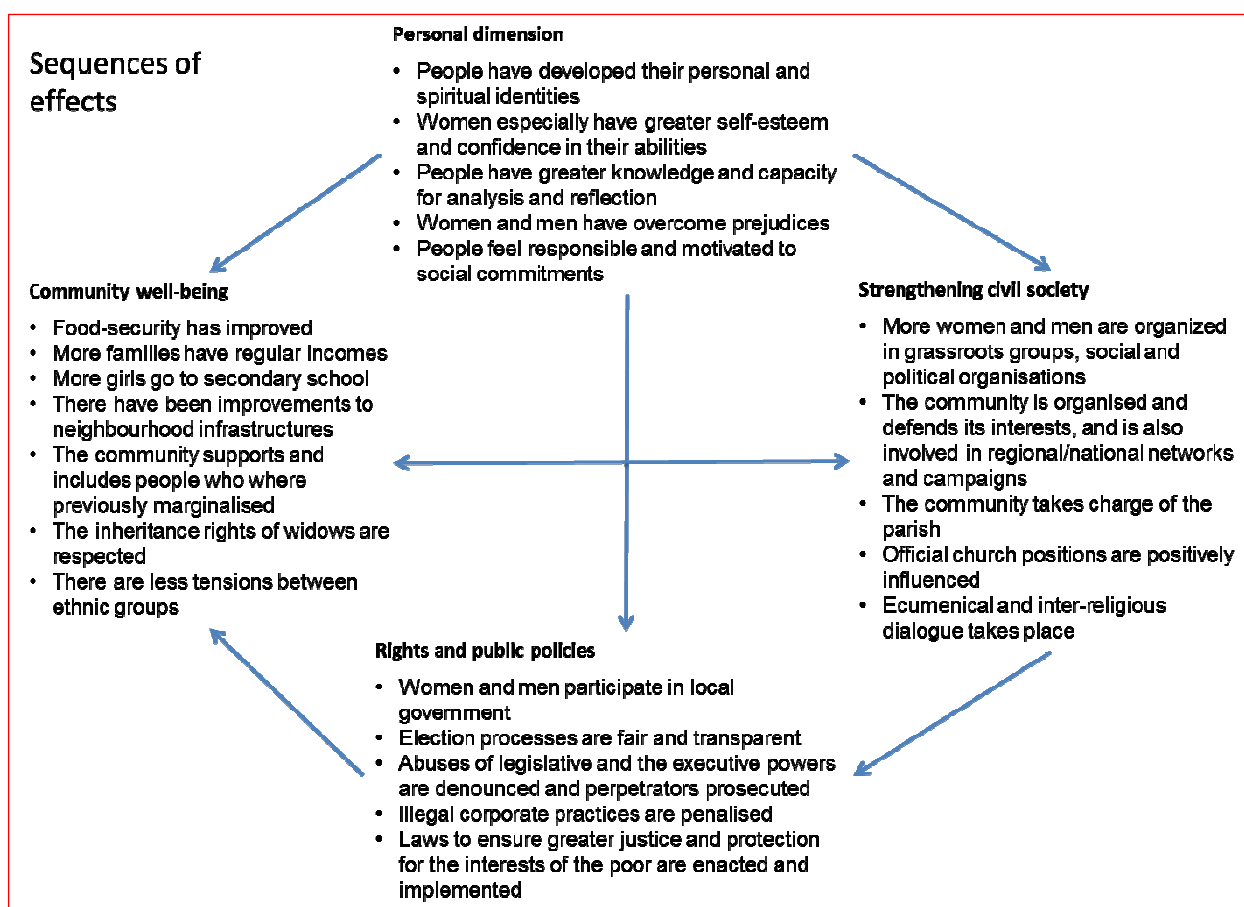 Sequences of
effects
Personal dimension
• People have developed their personal and
spiritual identities
• Women especially have greater self-esteem
and confidence in their abilities
• People have greater knowledge and capacity
for analysis and reflection
• Women and men have overcome prejudices
• People feel responsible and motivated to
social commitments
Community well-being
• Food-security has improved
• More families have regular incomes
• More girls go to secondary school
• There have been improvements to
neighbourhood infrastructures
• The community supports and
includes people who where
previously marginalised
• The inheritance rights of widows are
respected
• There are less tensions between
ethnic groups
Strengthening civil society
• More women and men are organized
in grassroots groups, social and
political organisations
• The community is organised and
defends its interests, and is also
involved in regional/national networks
and campaigns
• The community takes charge of the
parish
• Official church positions are positively
influenced
• Ecumenical and inter-religious
dialogue takes place
Rights and public policies
• Women and men participate in local
government
• Election processes are fair and transparent
• Abuses of legislative and the executive powers
are denounced and perpetrators prosecuted
• Illegal corporate practices are penalised
• Laws to ensure greater justice and protection
for the interests of the poor are enacted and
implemented